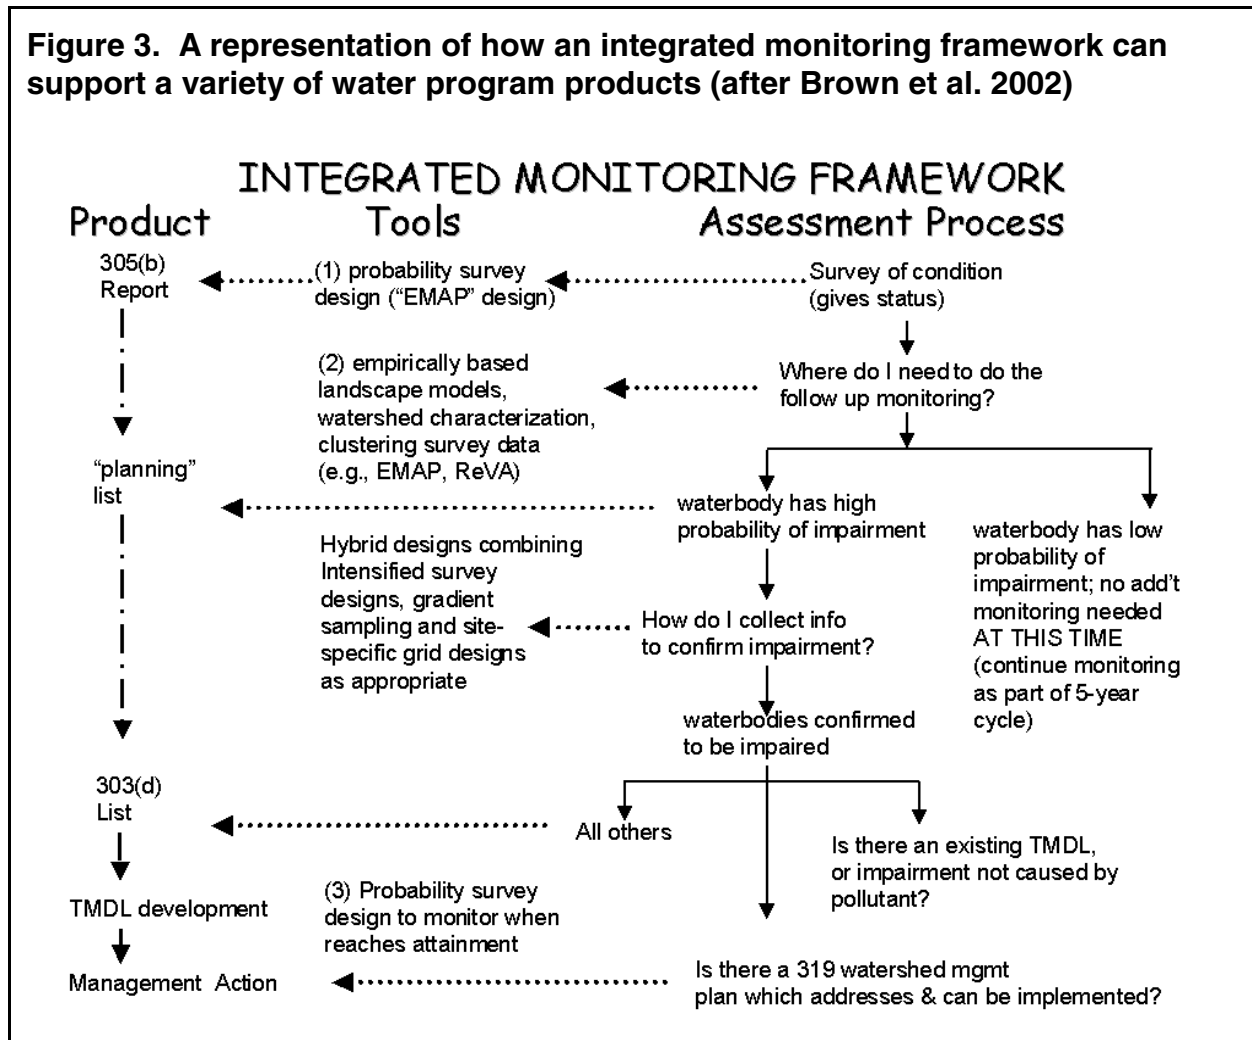 Figure 3.  A representation of how an integrated monitoring framework can
support a variety of water program products (after Brown et al. 2002)
INTEGRATED MONITORING FRAMEWORK
Product
Tools
Assessment Process
305(b)
Report
(1) probability survey
design (“EMAP” design)
Survey of condition
(gives status)
(2) empirically based
landscape models,
watershed characterization,
clustering survey data
(e.g., EMAP, ReVA)
Where do I need to do the
follow up monitoring?
“planning”
list
waterbody has high
probability of impairment
waterbody has low
probability of
impairment; no add’t
monitoring needed
AT THIS TIME
(continue monitoring
as part of 5-year
cycle)
Hybrid designs combining
Intensified survey
designs, gradient
sampling and site-
specific grid designs
as appropriate
How do I collect info
to confirm impairment?
waterbodies confirmed
to be impaired
303(d)
List
All others
Is there an existing TMDL,
or impairment not caused by
pollutant?
TMDL development
(3) Probability survey
design to monitor when
reaches attainment
Management Action
Is there a 319 watershed mgmt
plan which addresses & can be implemented?